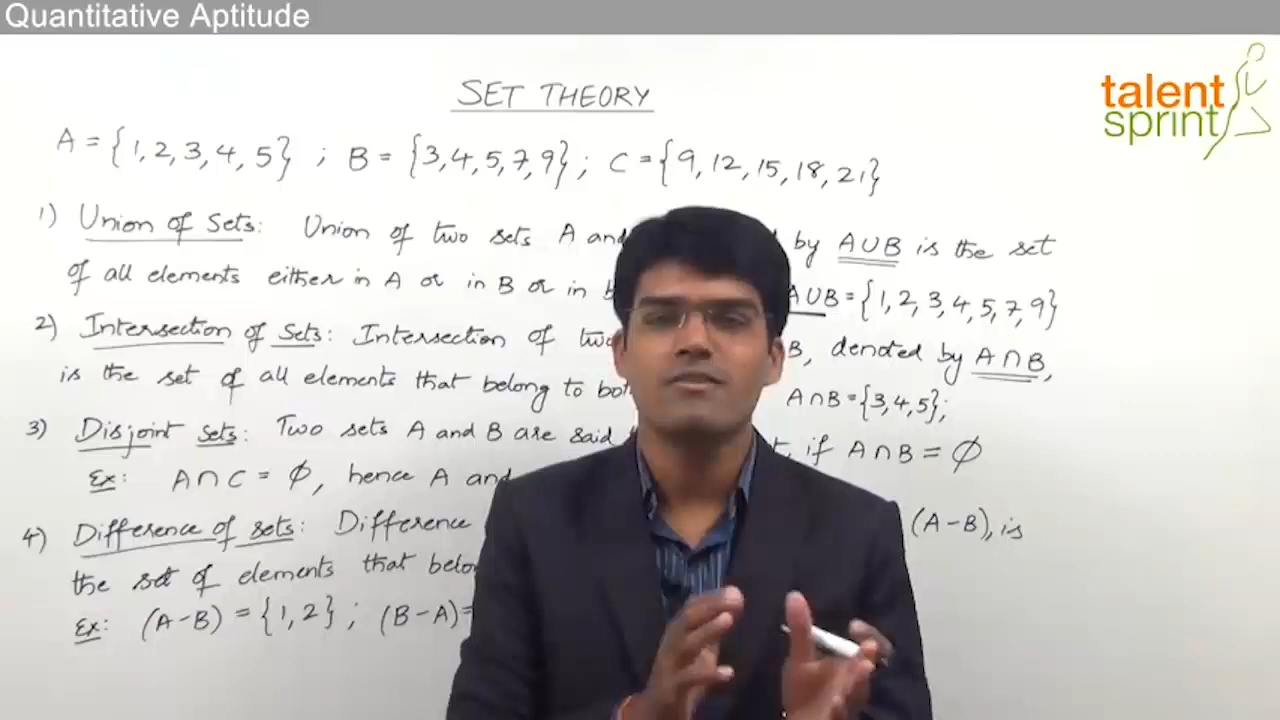 Quantitative Aptitude
talent
sprint
SET THEORY
A = {1, 2, 3, 4, 5} ; B = {3, 4, 5, 7, 9} ; C = {9, 12, 15, 18, 21}
1) Union of Sets: Union of two sets A and by A∪B is the set
of all elements either in A or in B or in A∪B = {1, 2, 3, 4, 5, 7, 9}
2) Intersection of Sets: Intersection of two B, denoted by A∩B,
is the set of all elements that belong to A∩B = {3, 4, 5};
3) Disjoint Sets: Two sets A and B are said if A∩B = ϕ
Ex: A∩C = ϕ, hence A and
4) Difference of sets: Difference (A-B), is
the set of elements that
Ex: (A-B) = {1, 2} ; (B-A) =